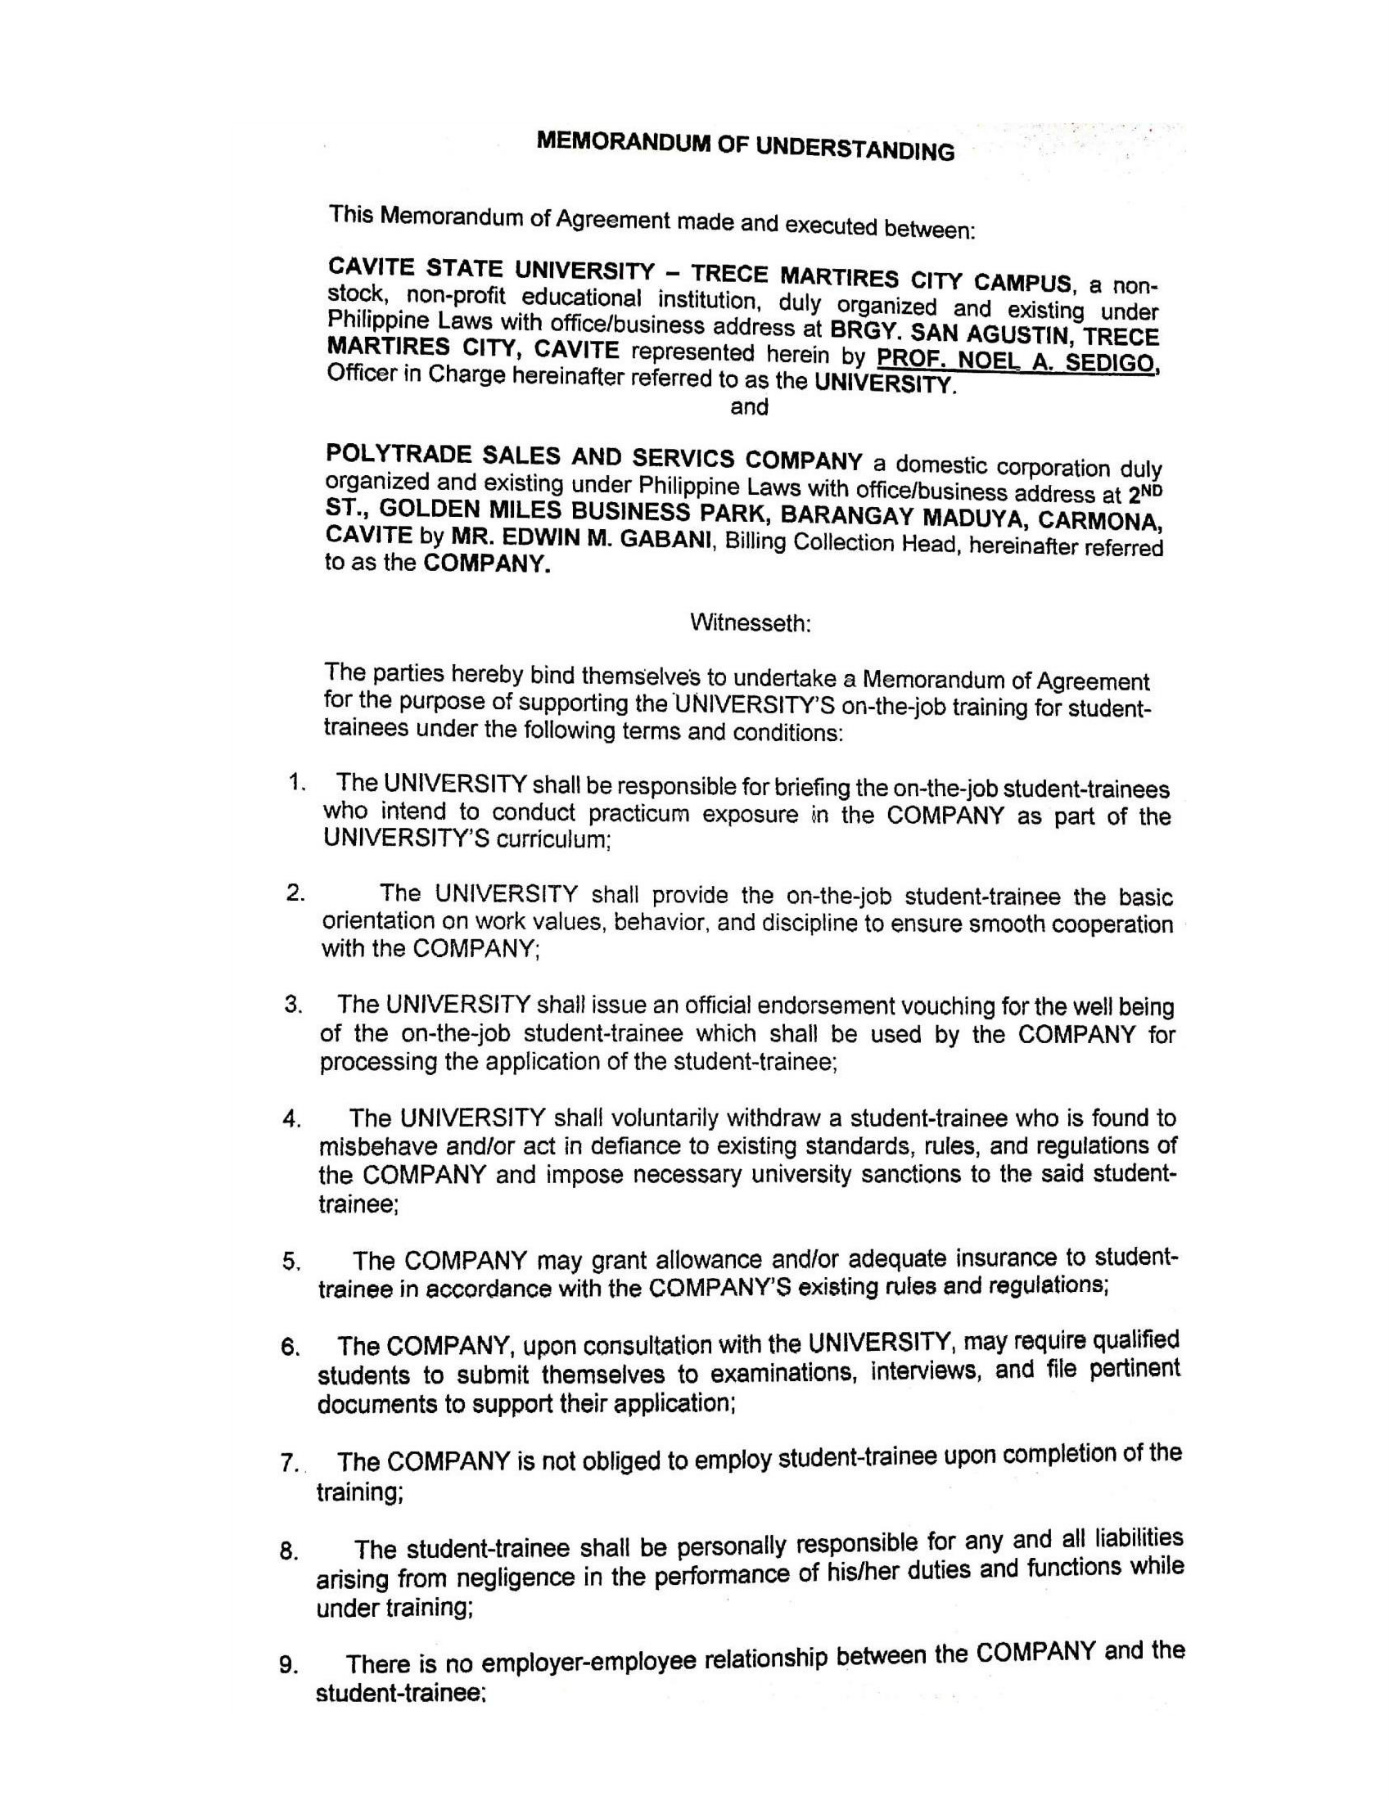 MEMORANDUM OF UNDERSTANDING
This Memorandum of Agreement made and executed between:
CAVITE STATE UNIVERSITY – TRECE MARTIRES CITY CAMPUS, a non-
stock, non-profit educational institution, duly organized and existing under
Philippine Laws with office/business address at BRGY. SAN AGUSTIN, TRECE
MARTIRES CITY, CAVITE represented herein by PROF. NOEL A. SEDIGO,
Officer in Charge hereinafter referred to as the UNIVERSITY.
and
POLYTRADE SALES AND SERVICS COMPANY a domestic corporation duly
organized and existing under Philippine Laws with office/business address at 2ND
ST., GOLDEN MILES BUSINESS PARK, BARANGAY MADUYA, CARMONA,
CAVITE by MR. EDWIN M. GABANI, Billing Collection Head, hereinafter referred
to as the COMPANY.
Witnesseth:
The parties hereby bind themselves to undertake a Memorandum of Agreement
for the purpose of supporting the UNIVERSITY'S on-the-job training for student-
trainees under the following terms and conditions:
1. The UNIVERSITY shall be responsible for briefing the on-the-job student-trainees
who intend to conduct practicum exposure in the COMPANY as part of the
UNIVERSITY'S curriculum;
2. The UNIVERSITY shall provide the on-the-job student-trainee the basic
orientation on work values, behavior, and discipline to ensure smooth cooperation
with the COMPANY;
3. The UNIVERSITY shall issue an official endorsement vouching for the well being
of the on-the-job student-trainee which shall be used by the COMPANY for
processing the application of the student-trainee;
4. The UNIVERSITY shall voluntarily withdraw a student-trainee who is found to
misbehave and/or act in defiance to existing standards, rules, and regulations of
the COMPANY and impose necessary university sanctions to the said student-
trainee;
5. The COMPANY may grant allowance and/or adequate insurance to student-
trainee in accordance with the COMPANY'S existing rules and regulations;
6. The COMPANY, upon consultation with the UNIVERSITY, may require qualified
students to submit themselves to examinations, interviews, and file pertinent
documents to support their application;
7. The COMPANY is not obliged to employ student-trainee upon completion of the
training;
8. The student-trainee shall be personally responsible for any and all liabilities
arising from negligence in the performance of his/her duties and functions while
under training;
9. There is no employer-employee relationship between the COMPANY and the
student-trainee;